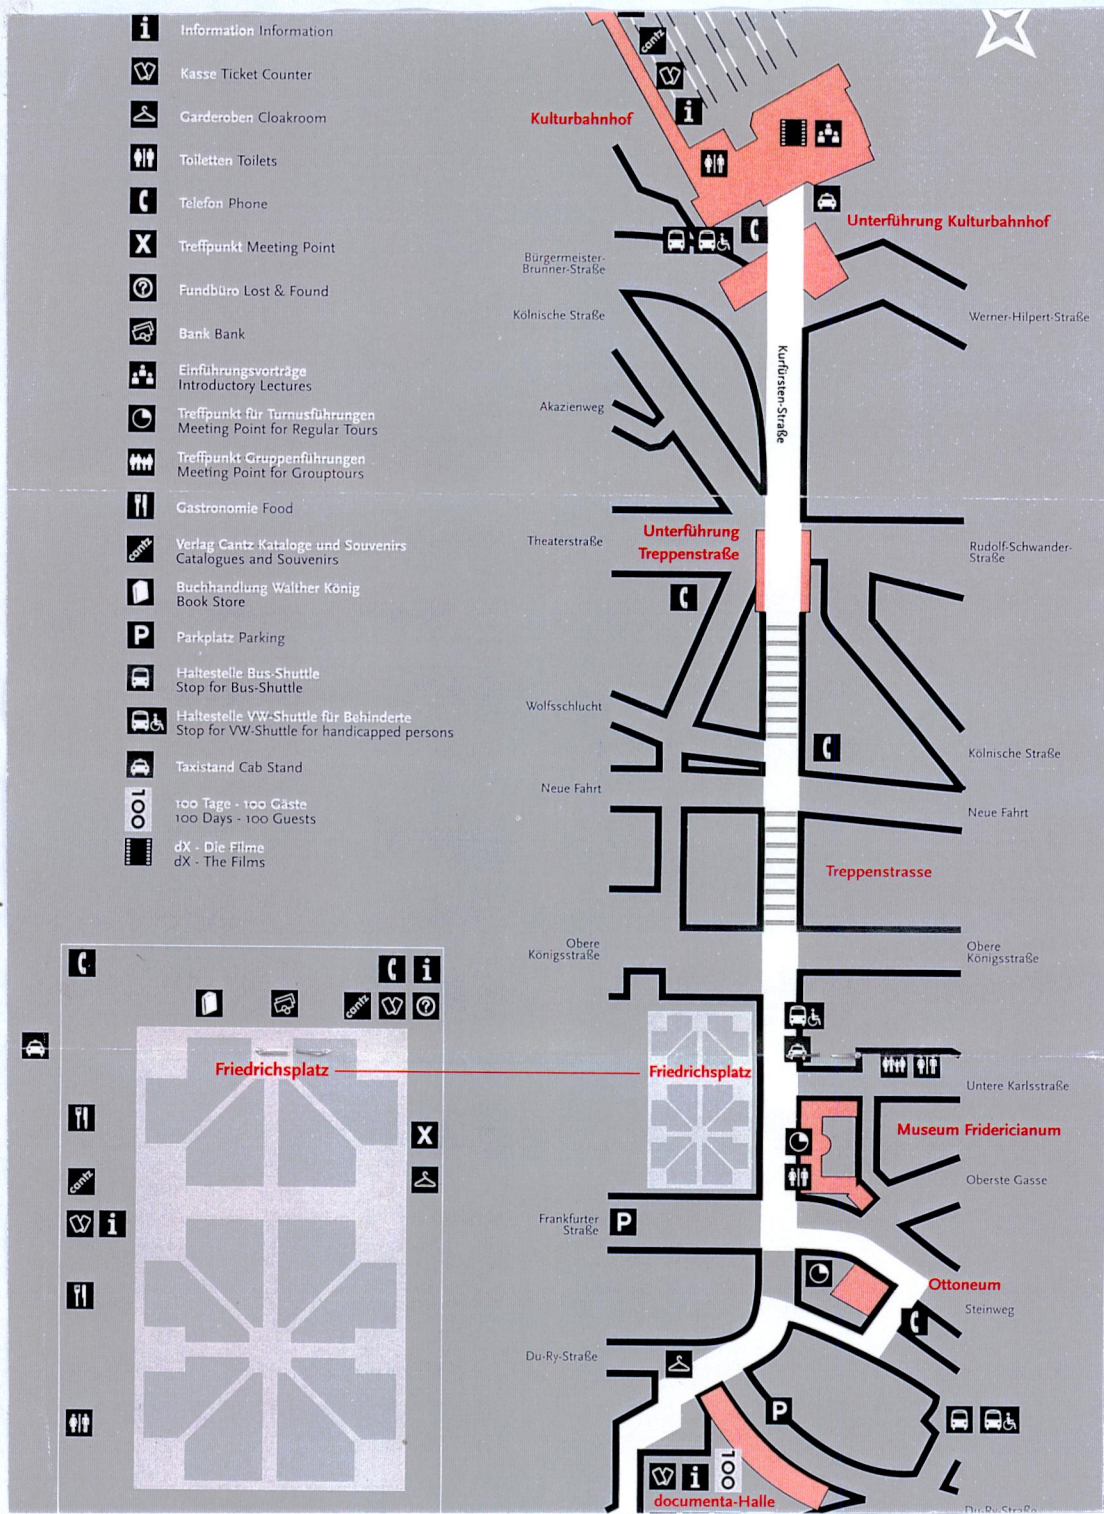 Information Information
Kasse Ticket Counter
Garderoben Cloakroom
Toiletten Toilets
Telefon Phone
Treffpunkt Meeting Point
Fundbüro Lost & Found
Bank Bank
Einführungsvorträge
Introductory Lectures
Treffpunkt für Turnusführungen
Meeting Point for Regular Tours
Treffpunkt Gruppenführungen
Meeting Point for Grouptours
Gastronomie Food
cantz
Verlag Cantz Kataloge und Souvenirs
Catalogues and Souvenirs
Buchhandlung Walther König
Book Store
P
Parkplatz Parking
Haltestelle Bus-Shuttle
Stop for Bus-Shuttle
Haltestelle VW-Shuttle für Behinderte
Stop for VW-Shuttle for handicapped persons
Taxistand Cab Stand
100
100 Tage - 100 Gäste
100 Days - 100 Guests
dX - Die Filme
dX - The Films
cantz
Kulturbahnhof
Unterführung Kulturbahnhof
Bürgermeister-
Brunner-Straße
Kölnische Straße
Werner-Hilpert-Straße
Kurfürsten-Straße
Akazienweg
Unterführung
Treppenstraße
Theaterstraße
Rudolf-Schwander-
Straße
Wolfsschlucht
Kölnische Straße
Neue Fahrt
Neue Fahrt
Treppenstrasse
Obere
Königsstraße
Obere
Königsstraße
cantz
Friedrichsplatz
Friedrichsplatz
X
cantz
Untere Karlsstraße
Museum Fridericianum
Oberste Gasse
Frankfurter
Straße
P
Ottoneum
Steinweg
Du-Ry-Straße
P
100
documenta-Halle
Du-Ry-Straße